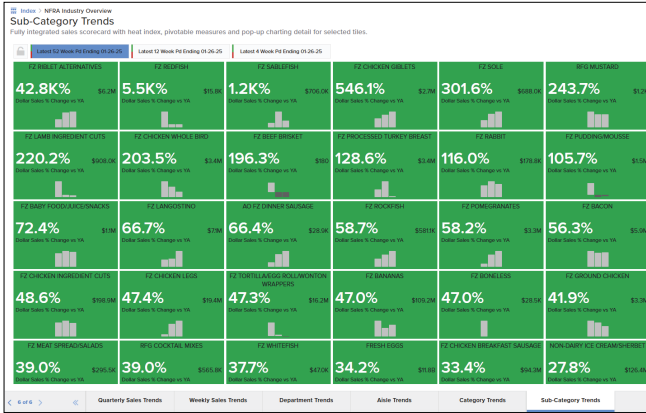 Index > NFRA Industry Overview
Sub-Category Trends
Fully integrated sales scorecard with heat index, pivotable measures and pop-up charting detail for selected tiles.
Latest 52 Week Pd Ending 01-26-25 Latest 12 Week Pd Ending 01-26-25 Latest 4 Week Pd Ending 01-26-25
FZ RIBLET ALTERNATIVES FZ REDFISH FZ SABLEFISH FZ CHICKEN GIBLETS FZ SOLE RFG MUSTARD
42.8K% $6.2M 5.5K% $15.8K 1.2K% $706.0K 546.1% $2.7M 301.6% $688.0K 243.7% $1.2
Dollar Sales % Change vs YA Dollar Sales % Change vs YA Dollar Sales % Change vs YA Dollar Sales % Change vs YA Dollar Sales % Change vs YA Dollar Sales % Change vs YA
FZ LAMB INGREDIENT CUTS FZ CHICKEN WHOLE BIRD FZ BEEF BRISKET FZ PROCESSED TURKEY BREAST FZ RABBIT FZ PUDDING/MOUSSE
220.2% $908.0K 203.5% $3.4M 196.3% $180 128.6% $3.4M 116.0% $178.8K 105.7% $1.5M
Dollar Sales % Change vs YA Dollar Sales % Change vs YA Dollar Sales % Change vs YA Dollar Sales % Change vs YA Dollar Sales % Change vs YA Dollar Sales % Change vs YA
FZ BABY FOOD/JUICE/SNACKS FZ LANGOSTINO AO FZ DINNER SAUSAGE FZ ROCKFISH FZ POMEGRANATES FZ BACON
72.4% $1.1M 66.7% $7.1M 66.4% $28.9K 58.7% $581.1K 58.2% $3.3M 56.3% $5.9M
Dollar Sales % Change vs YA Dollar Sales % Change vs YA Dollar Sales % Change vs YA Dollar Sales % Change vs YA Dollar Sales % Change vs YA Dollar Sales % Change vs YA
FZ CHICKEN INGREDIENT CUTS FZ CHICKEN LEGS FZ TORTILLA/EGG ROLL/WONTON WRAPPERS FZ BANANAS FZ BONELESS FZ GROUND CHICKEN
48.6% $198.9M 47.4% $19.4M 47.3% $16.2M 47.0% $109.2M 47.0% $28.5K 41.9% $3.3M
Dollar Sales % Change vs YA Dollar Sales % Change vs YA Dollar Sales % Change vs YA Dollar Sales % Change vs YA Dollar Sales % Change vs YA Dollar Sales % Change vs YA
FZ MEAT SPREAD/SALADS RFG COCKTAIL MIXES FZ WHITEFISH FRESH EGGS FZ CHICKEN BREAKFAST SAUSAGE NON-DAIRY ICE CREAM/SHERBET
39.0% $295.5K 39.0% $565.8K 37.7% $47.0K 34.2% $11.8B 33.4% $94.3M 27.8% $126.4M
Dollar Sales % Change vs YA Dollar Sales % Change vs YA Dollar Sales % Change vs YA Dollar Sales % Change vs YA Dollar Sales % Change vs YA Dollar Sales % Change vs YA
< 6 of 6 > « Quarterly Sales Trends Weekly Sales Trends Department Trends Aisle Trends Category Trends Sub-Category Trends